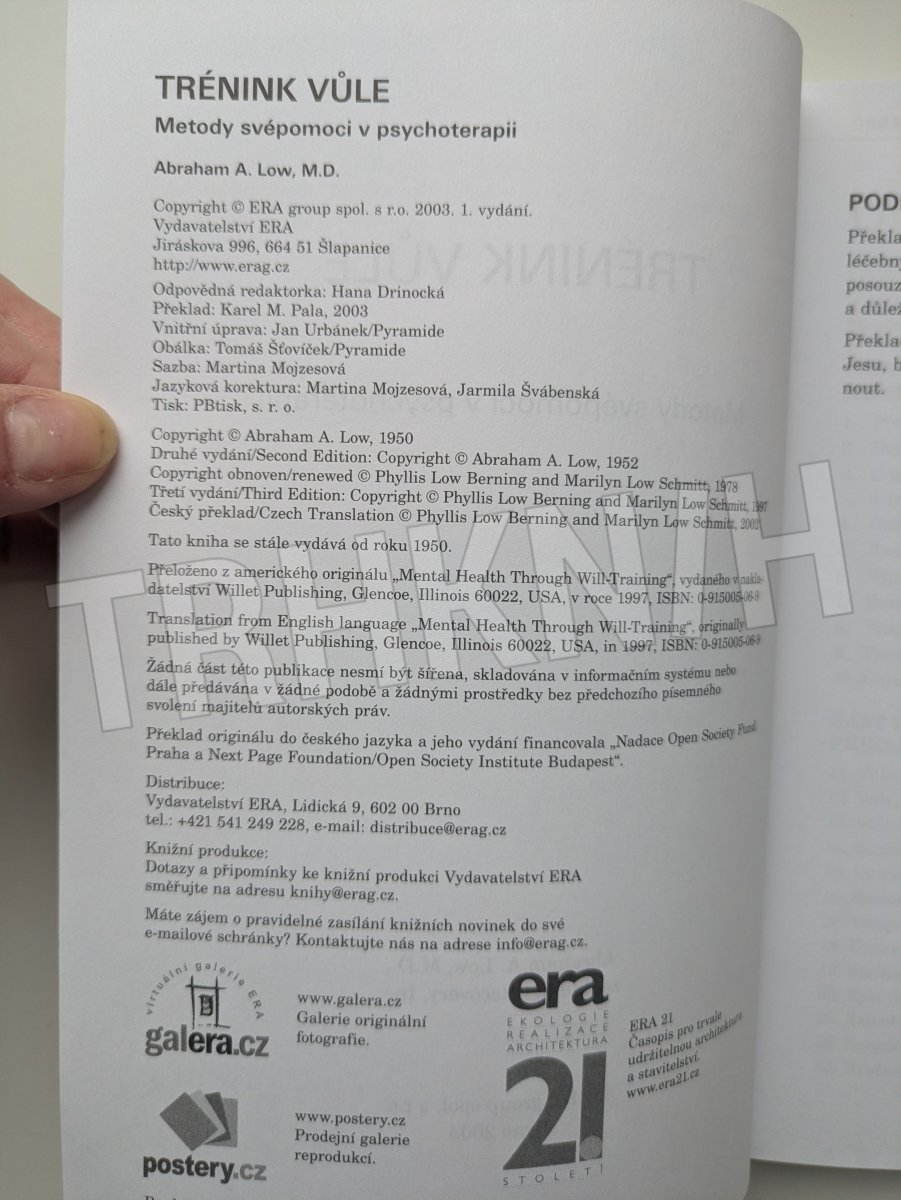 TRÉNINK VŮLE
Metody svépomoci v psychoterapii
Abraham A. Low, M.D.
Copyright © ERA group spol. s r.o. 2003. 1. vydání.
Vydavatelství ERA
Jiráskova 996, 664 51 Šlapanice
http://www.erag.cz
Odpovědná redaktorka: Hana Drinocká
Překlad: Karel M. Pala, 2003
Vnitřní úprava: Jan Urbánek/Pyramide
Obálka: Tomáš Šťovíček/Pyramide
Sazba: Martina Mojzesová
Jazyková korektura: Martina Mojzesová, Jarmila Švábenská
Tisk: PBtisk, s. r. o.
Copyright © Abraham A. Low, 1950
Druhé vydání/Second Edition: Copyright © Abraham A. Low, 1952
Copyright obnoven/renewed © Phyllis Low Berning and Marilyn Low Schmitt, 1978
Třetí vydání/Third Edition: Copyright © Phyllis Low Berning and Marilyn Low Schmitt, 1997
Český překlad/Czech Translation © Phyllis Low Berning and Marilyn Low Schmitt, 2002
Tato kniha se stále vydává od roku 1950.
Přeloženo z amerického originálu „Mental Health Through Will-Training“, vydaného v nakla-
datelství Willet Publishing, Glencoe, Illinois 60022, USA, v roce 1997, ISBN: 0-915005-06-9
Translation from English language „Mental Health Through Will-Training“, originally
published by Willet Publishing, Glencoe, Illinois 60022, USA, in 1997, ISBN: 0-915005-06-9
Žádná část této publikace nesmí být šířena, skladována v informačním systému nebo
dále předávána v žádné podobě a žádnými prostředky bez předchozího písemného
svolení majitelů autorských práv.
Překlad originálu do českého jazyka a jeho vydání financovala „Nadace Open Society Fund
Praha a Next Page Foundation/Open Society Institute Budapest“.
Distribuce:
Vydavatelství ERA, Lidická 9, 602 00 Brno
tel.: +421 541 249 228, e-mail: distribuce@erag.cz
Knižní produkce:
Dotazy a připomínky ke knižní produkci Vydavatelství ERA
směřujte na adresu knihy@erag.cz.
Máte zájem o pravidelné zasílání knižních novinek do své
e-mailové schránky? Kontaktujte nás na adrese info@erag.cz.
virtuální galerie ERA
galera.cz
www.galera.cz
Galerie originální
fotografie.
era
EKOLOGIE
REALIZACE
ARCHITEKTURA
21.
STOLETÍ
ERA 21
Časopis pro trvale
udržitelnou architekturu
a stavitelství.
www.era21.cz
postery.cz
www.postery.cz
Prodejní galerie
reprodukcí.
POD
Překla
léčebný
posouz
a důlež
Překlad
Jesu, b
nout.
TRHKNIH